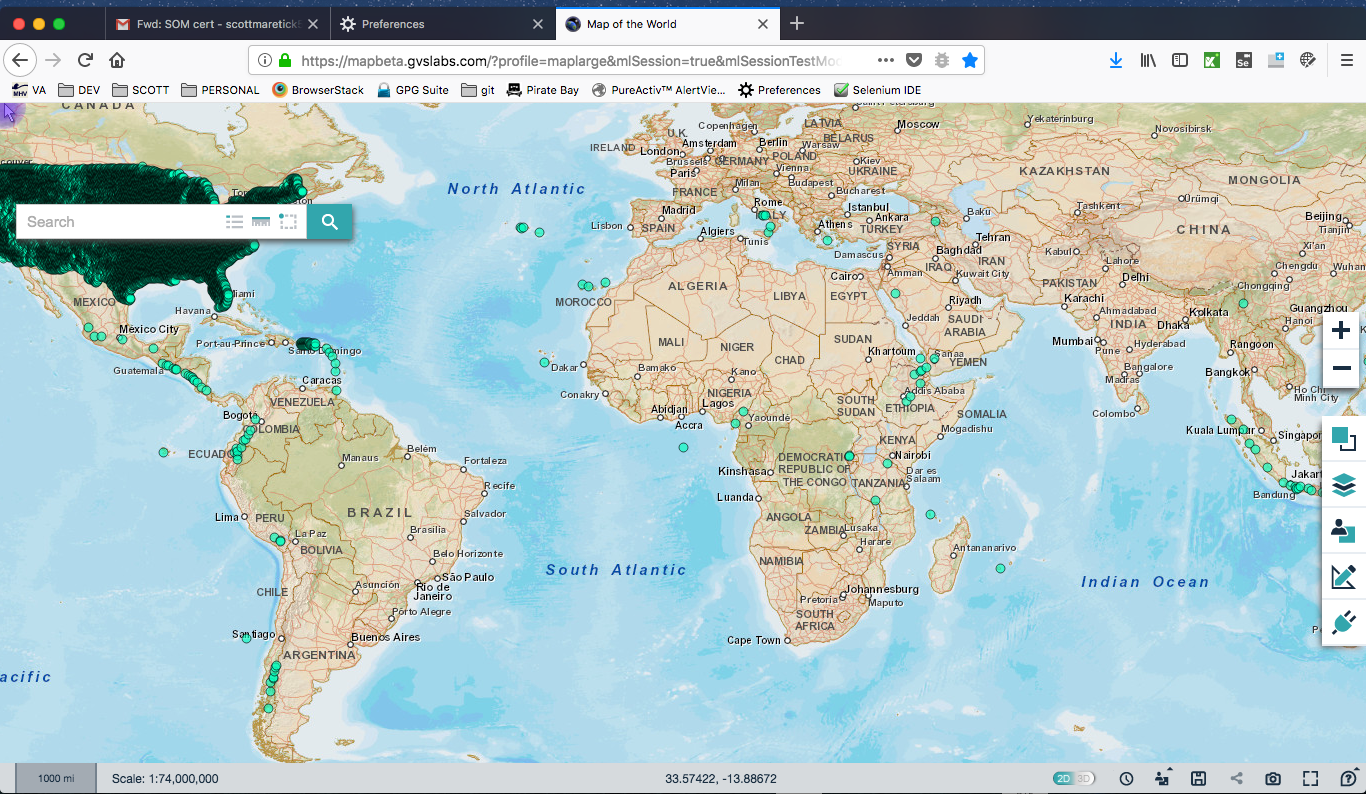 Fwd: SOM cert - scottmaretick
Preferences
Map of the World
https://mapbeta.gvslabs.com/?profile=maplarge&mlSession=true&mlSessionTestMod
MHV VA DEV SCOTT PERSONAL BrowserStack GPG Suite git Pirate Bay PureActiv™ AlertVie... Preferences Selenium IDE
CANADA
North Atlantic
IRELAND
U.K.
London
Copenhagen
Amsterdam
Brussels
Paris
Berlin
GERMANY
LATVIA
BELARUS
Warsaw
POLAND
Vienna
Budapest
Kiev
UKRAINE
Moscow
Yekaterinburg
Novosibirsk
FRANCE
Milan
Bucharest
KAZAKHSTAN
MONGOLIA
Search
Lisbon
Madrid
SPAIN
Rome
Istanbul
Ankara
TURKEY
Athens
Baku
Tashkent
Ürümqi
CHINA
Beijing
Tianjin
Algiers
Tunis
SYRIA
Damascus
Baghdad
Tehran
IRAN
IRAQ
Amman
Kuwait City
Kabul
Lahore
PAKISTAN
Delhi
Xi'an
Chengdu
Wuhan
Chongqing
MOROCCO
ALGERIA
LIBYA
EGYPT
Cairo
Riyadh
SAUDI
ARABIA
Jeddah
Karachi
Ahmadabad
INDIA
Dhaka
Kolkata
Guangzhou
Hanoi
MEXICO
Miami
Havana
Mexico City
Port-au-Prince
Santo Domingo
Guatemala
Caracas
VENEZUELA
Bogota
ECUADO
MALI
NIGER
CHAD
SUDAN
Khartoum
Sanaa
YEMEN
Mumbai
Pune
Hyderabad
Rangoon
Bangalore
Madras
Bangkok
Ho Chi
Minh City
Dakar
Bamako
Kano
NIGERIA
Conakry
Abidjan
Lagos
Accra
Yaoundé
SOUTH
SUDAN
Addis Ababa
ETHIOPIA
SOMALIA
Mogadishu
Colombo
Kuala Lumpur
Singapor
Manaus
Belém
Fortaleza
Recife
Kinshasa
DEMOCRATIC
REPUBLIC OF
THE CONGO
KENYA
Nairobi
TANZANIA
Dar es
Salaam
Jakart
Bandung
Lima
PERU
BRAZIL
Salvador
Luanda
La Paz
BOLIVIA
Brasília
ANGOLA
ZAMBIA
Lusaka
Harare
Belo Horizonte
South Atlantic
NAMIBIA
Antananarivo
Indian Ocean
CHILE
Asunción
São Paulo
Rio de
Janeiro
Pretoria
Johannesburg
Maputo
Pôrto Alegre
SOUTH
AFRICA
Santiago
Buenos Aires
Cape Town
ARGENTINA
acific
1000 mi
Scale: 1:74,000,000
33.57422, -13.88672
2D 3D